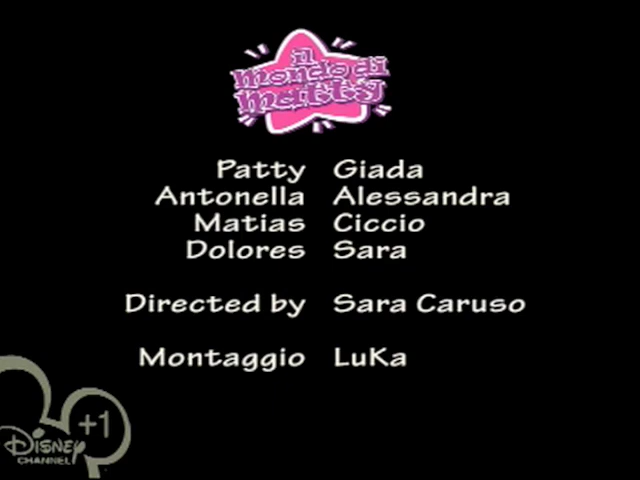 il
mondo di
matty
Patty Giada
Antonella Alessandra
Matias Ciccio
Dolores Sara
Directed by Sara Caruso
Montaggio LuKa
+1
Disney
CHANNEL